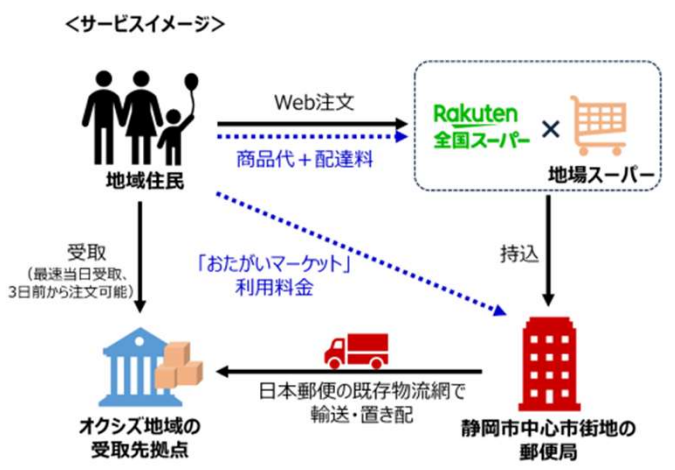 ＜サービスイメージ＞
Web注文
商品代＋配達料
Rakuten
全国スーパー
×
地場スーパー
地域住民
受取
（最速当日受取、
3日前から注文可能）
「おたがいマーケット」
利用料金
持込
日本郵便の既存物流網で
輸送・置き配
オクシズ地域の
受取先拠点
静岡市中心市街地の
郵便局